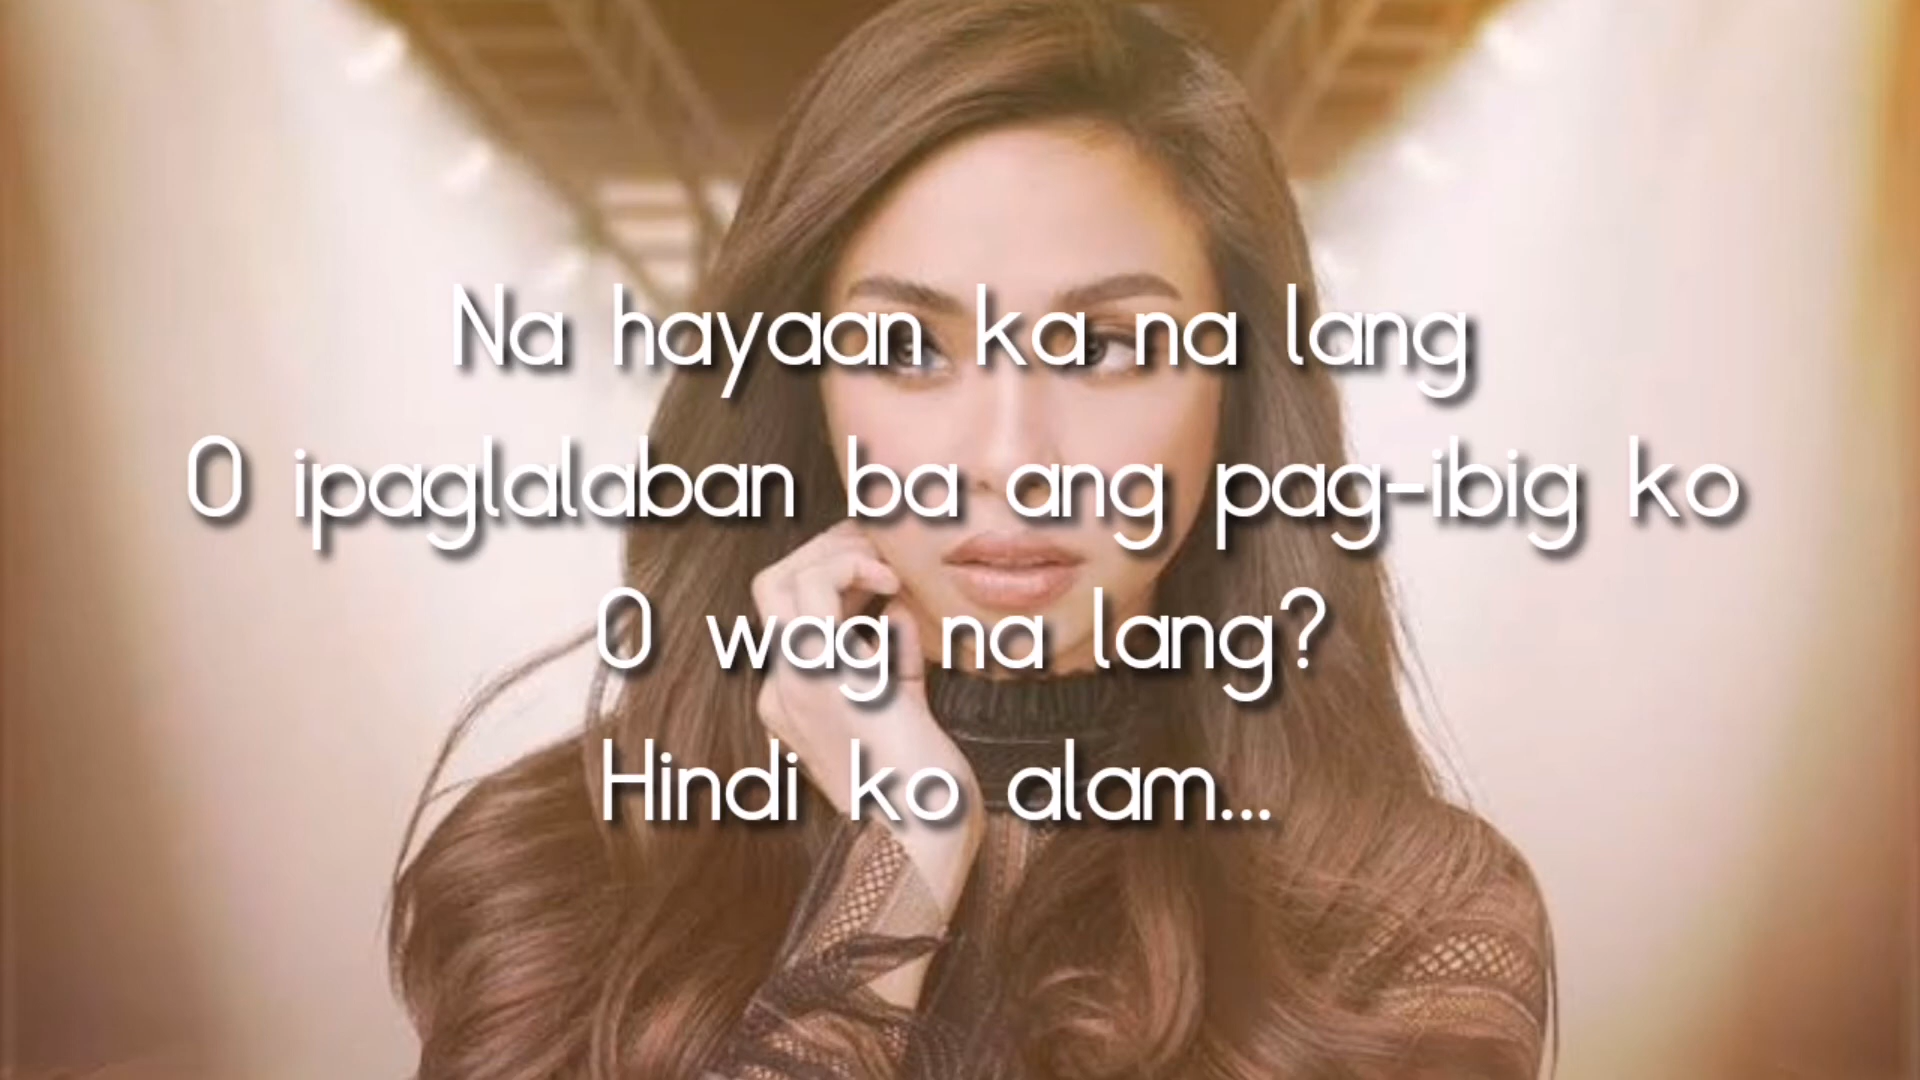 Na hayaan ka na lang
O ipaglalaban ba ang pag-ibig ko
O wag na lang?
Hindi ko alam...